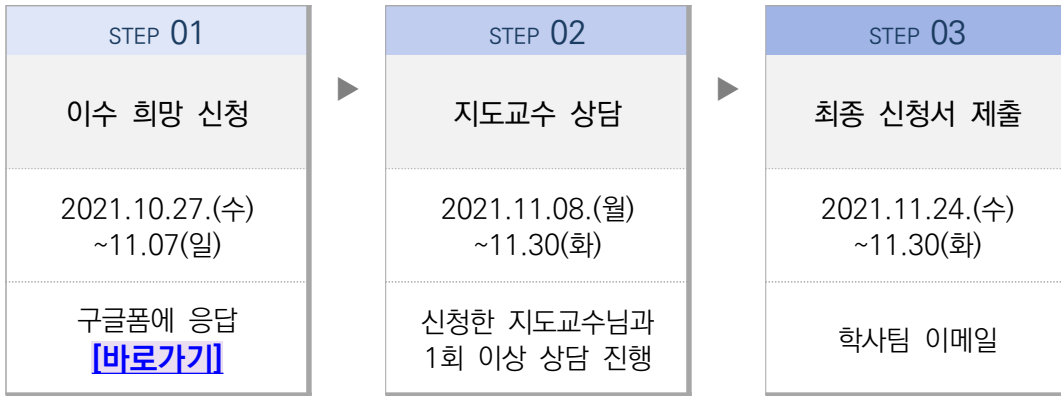 STEP 01
이수 희망 신청
2021.10.27.(수)
~11.07(일)
구글폼에 응답
[바로가기]
▶
STEP 02
지도교수 상담
2021.11.08.(월)
~11.30(화)
신청한 지도교수님과
1회 이상 상담 진행
▶
STEP 03
최종 신청서 제출
2021.11.24.(수)
~11.30(화)
학사팀 이메일